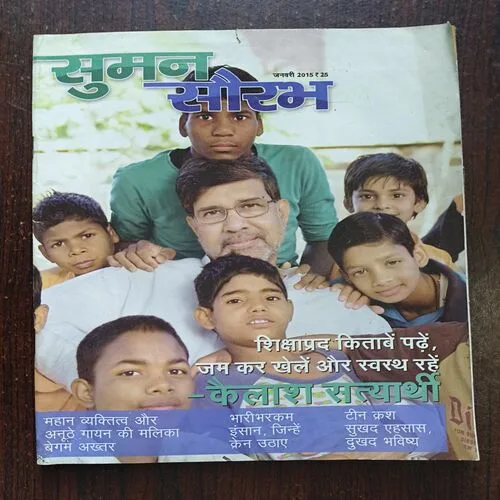 सुमन
सौरभ
जनवरी 2015 ₹ 25
शिक्षाप्रद किताबें पढ़ें,
जम कर खेलें और स्वस्थ रहें
-कैलाश सत्यार्थी
महान व्यक्तित्व और
अनूठे गायन की मलिका
बेगम अख्तर
भारीभरकम
इंसान, जिन्हें
क्रेन उठाए
टीन क्रश
सुखद एहसास,
दुखद भविष्य